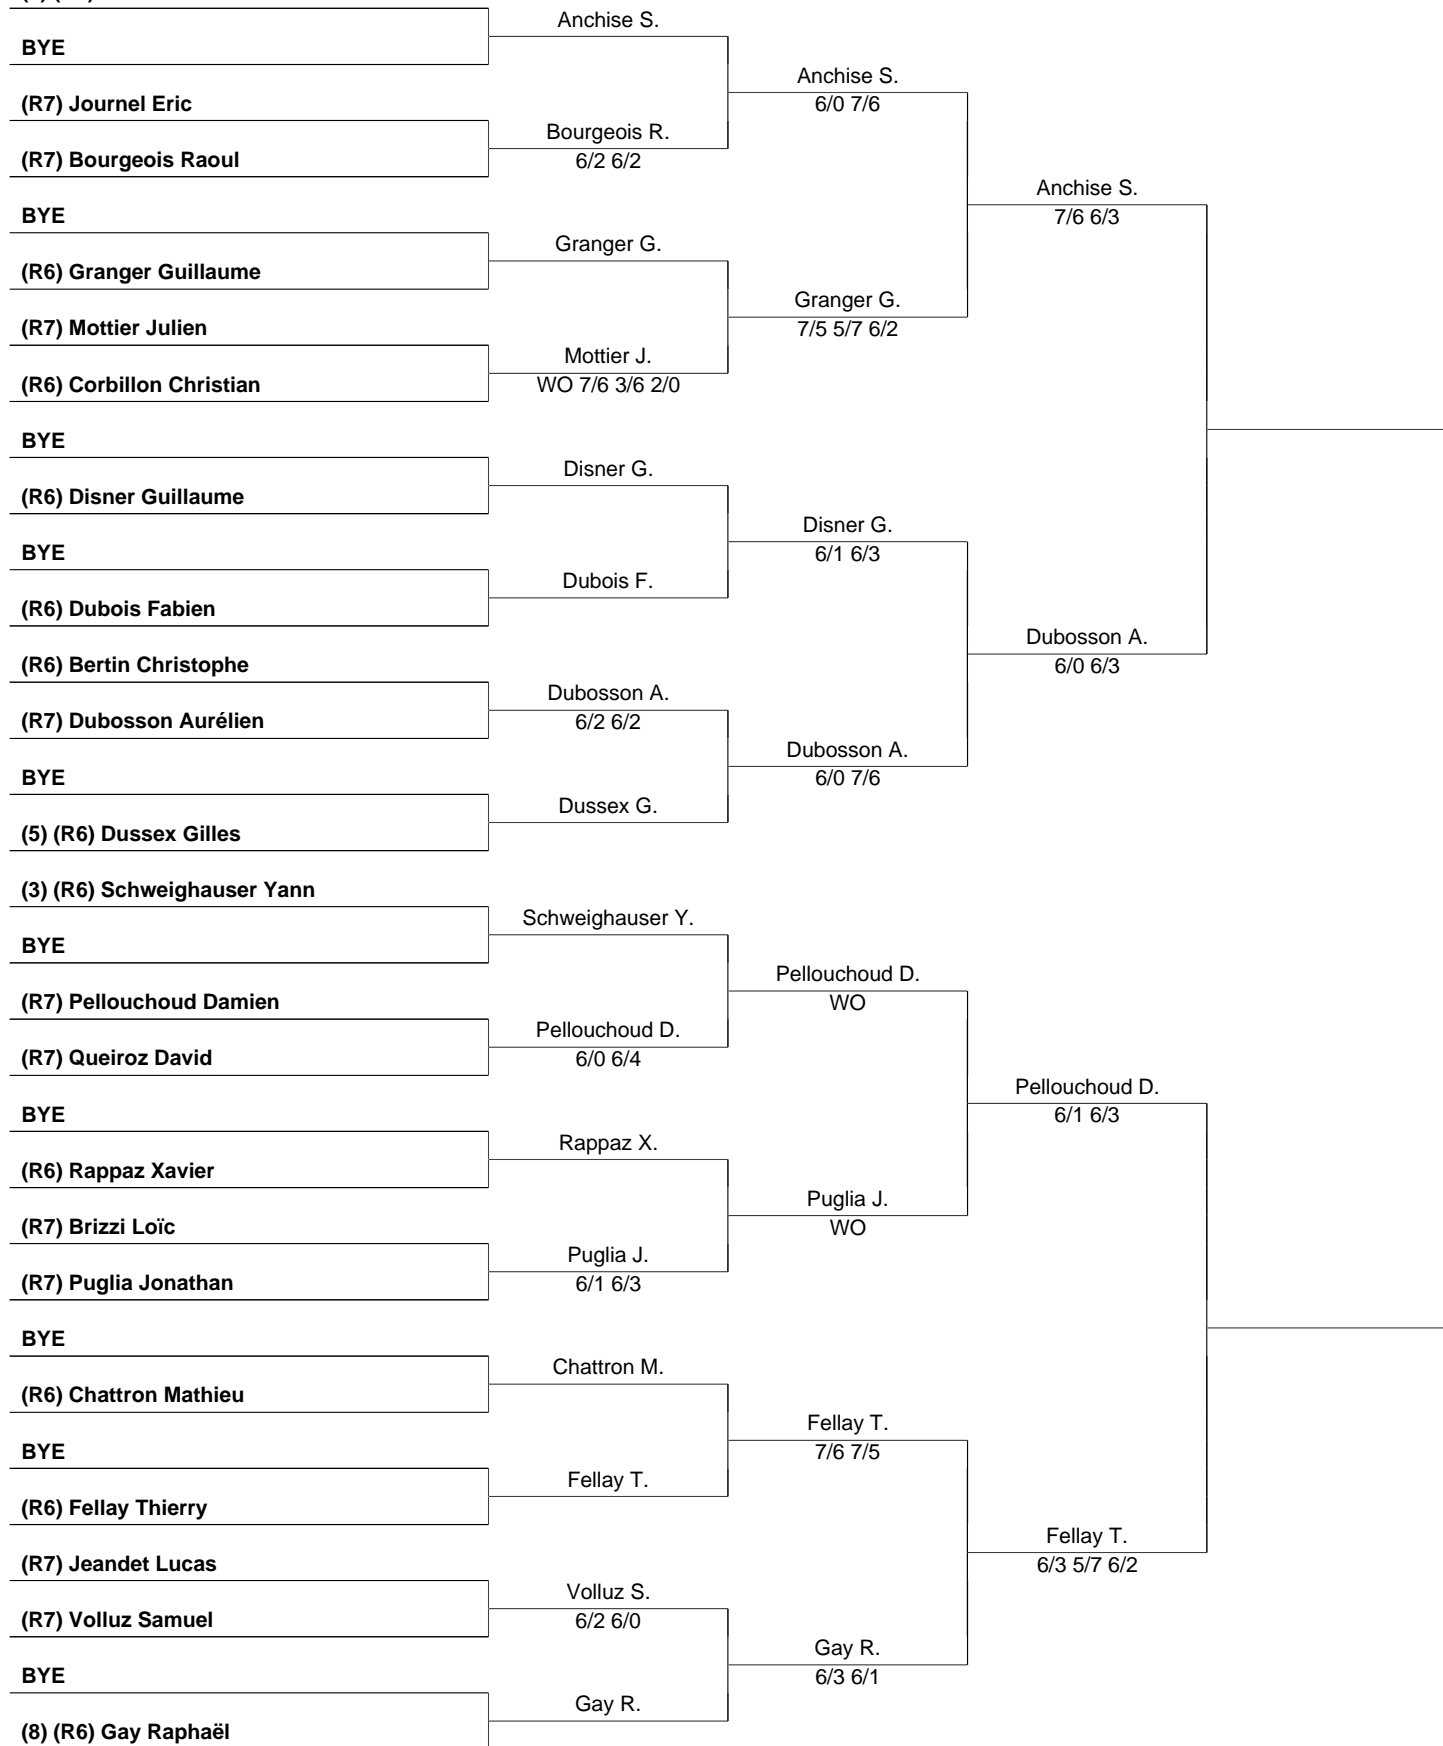 Anchise S.
BYE
Anchise S.
(R7) Journel Eric
6/0 7/6
Bourgeois R.
(R7) Bourgeois Raoul
6/2 6/2
Anchise S.
BYE
7/6 6/3
Granger G.
(R6) Granger Guillaume
Granger G.
(R7) Mottier Julien
7/5 5/7 6/2
Mottier J.
(R6) Corbillon Christian
WO 7/6 3/6 2/0
BYE
Disner G.
(R6) Disner Guillaume
Disner G.
BYE
6/1 6/3
Dubois F.
(R6) Dubois Fabien
Dubosson A.
(R6) Bertin Christophe
6/0 6/3
Dubosson A.
(R7) Dubosson Aurélien
6/2 6/2
Dubosson A.
BYE
6/0 7/6
Dussex G.
(5) (R6) Dussex Gilles
(3) (R6) Schweighauser Yann
Schweighauser Y.
BYE
Pellouchoud D.
(R7) Pellouchoud Damien
WO
Pellouchoud D.
(R7) Queiroz David
6/0 6/4
Pellouchoud D.
BYE
6/1 6/3
Rappaz X.
(R6) Rappaz Xavier
Puglia J.
(R7) Brizzi Loïc
WO
Puglia J.
(R7) Puglia Jonathan
6/1 6/3
BYE
Chattron M.
(R6) Chattron Mathieu
Fellay T.
BYE
7/6 7/5
Fellay T.
(R6) Fellay Thierry
Fellay T.
(R7) Jeandet Lucas
6/3 5/7 6/2
Volluz S.
(R7) Volluz Samuel
6/2 6/0
Gay R.
BYE
6/3 6/1
Gay R.
(8) (R6) Gay Raphaël